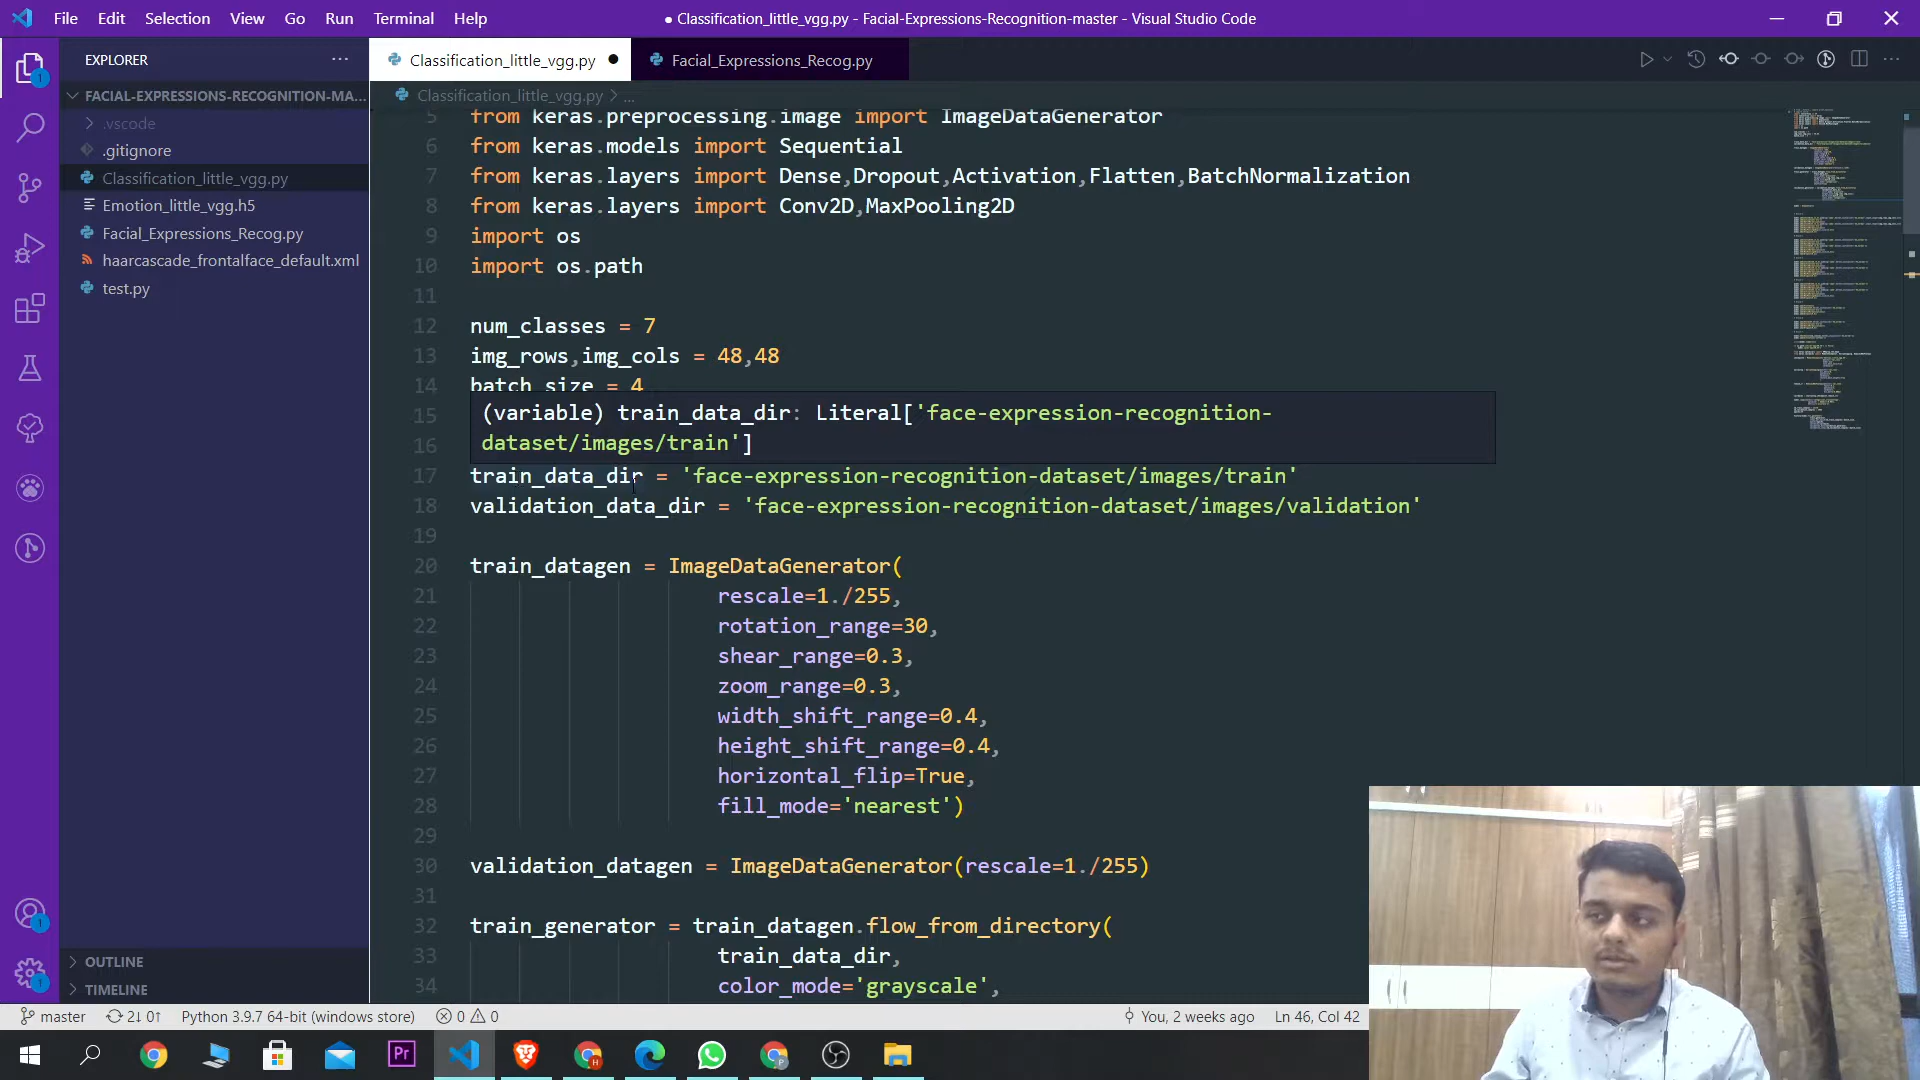 File Edit Selection View Go Run Terminal Help
● Classification_little_vgg.py - Facial-Expressions-Recognition-master - Visual Studio Code
EXPLORER
FACIAL-EXPRESSIONS-RECOGNITION-MA...
.vscode
.gitignore
Classification_little_vgg.py
Emotion_little_vgg.h5
Facial_Expressions_Recog.py
haarcascade_frontalface_default.xml
test.py
OUTLINE
TIMELINE
1
1
1
Classification_little_vgg.py ●
Facial_Expressions_Recog.py
Classification_little_vgg.py > ...
5 from keras.preprocessing.image import ImageDataGenerator
6 from keras.models import Sequential
7 from keras.layers import Dense,Dropout,Activation,Flatten,BatchNormalization
8 from keras.layers import Conv2D,MaxPooling2D
9 import os
10 import os.path
11
12 num_classes = 7
13 img_rows,img_cols = 48,48
14 batch_size = 4
15 (variable) train_data_dir: Literal['face-expression-recognition-
16 dataset/images/train']
17 train_data_dir = 'face-expression-recognition-dataset/images/train'
18 validation_data_dir = 'face-expression-recognition-dataset/images/validation'
19
20 train_datagen = ImageDataGenerator(
21 rescale=1./255,
22 rotation_range=30,
23 shear_range=0.3,
24 zoom_range=0.3,
25 width_shift_range=0.4,
26 height_shift_range=0.4,
27 horizontal_flip=True,
28 fill_mode='nearest')
29
30 validation_datagen = ImageDataGenerator(rescale=1./255)
31
32 train_generator = train_datagen.flow_from_directory(
33 train_data_dir,
34 color_mode='grayscale',
master 2↓ 0↑ Python 3.9.7 64-bit (windows store) 0 0 You, 2 weeks ago Ln 46, Col 42
Pr H P